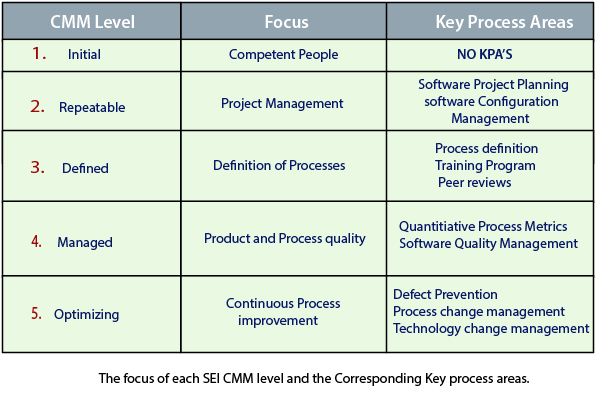 CMM Level Focus Key Process Areas
1. Initial Competent People NO KPA'S
2. Repeatable Project Management Software Project Planning
software Configuration
Management
3. Defined Definition of Processes Process definition
Training Program
Peer reviews
4. Managed Product and Process quality Quantitiative Process Metrics
Software Quality Management
5. Optimizing Continuous Process
improvement Defect Prevention
Process change management
Technology change management
The focus of each SEI CMM level and the Corresponding Key process areas.